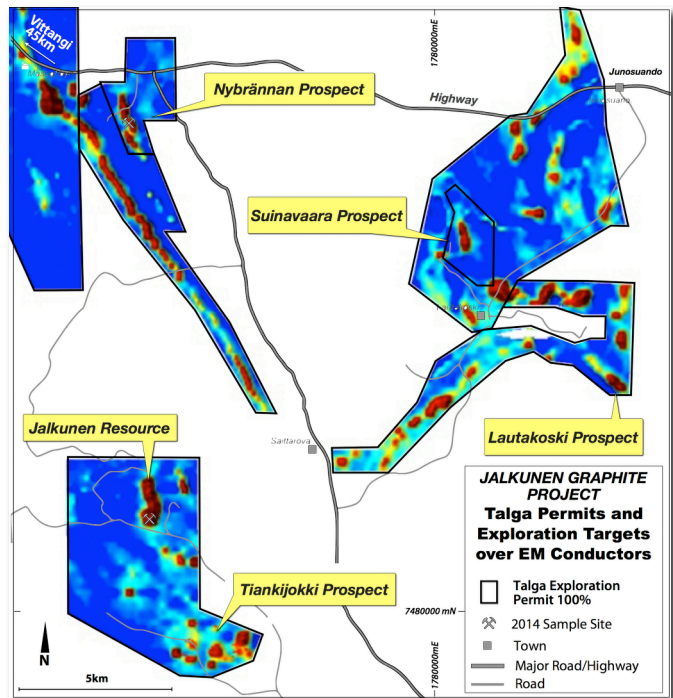 Vittangi
45km
Nybrännan Prospect
1780000mE
Junosuando
Highway
Suinavaara Prospect
Jalkunen Resource
Lautakoski Prospect
Tiankijokki Prospect
7480000 mN
1780000mE
N
5km
JALKUNEN GRAPHITE
PROJECT
Talga Permits and
Exploration Targets
over EM Conductors
Talga Exploration
Permit 100%
2014 Sample Site
Town
Major Road/Highway
Road